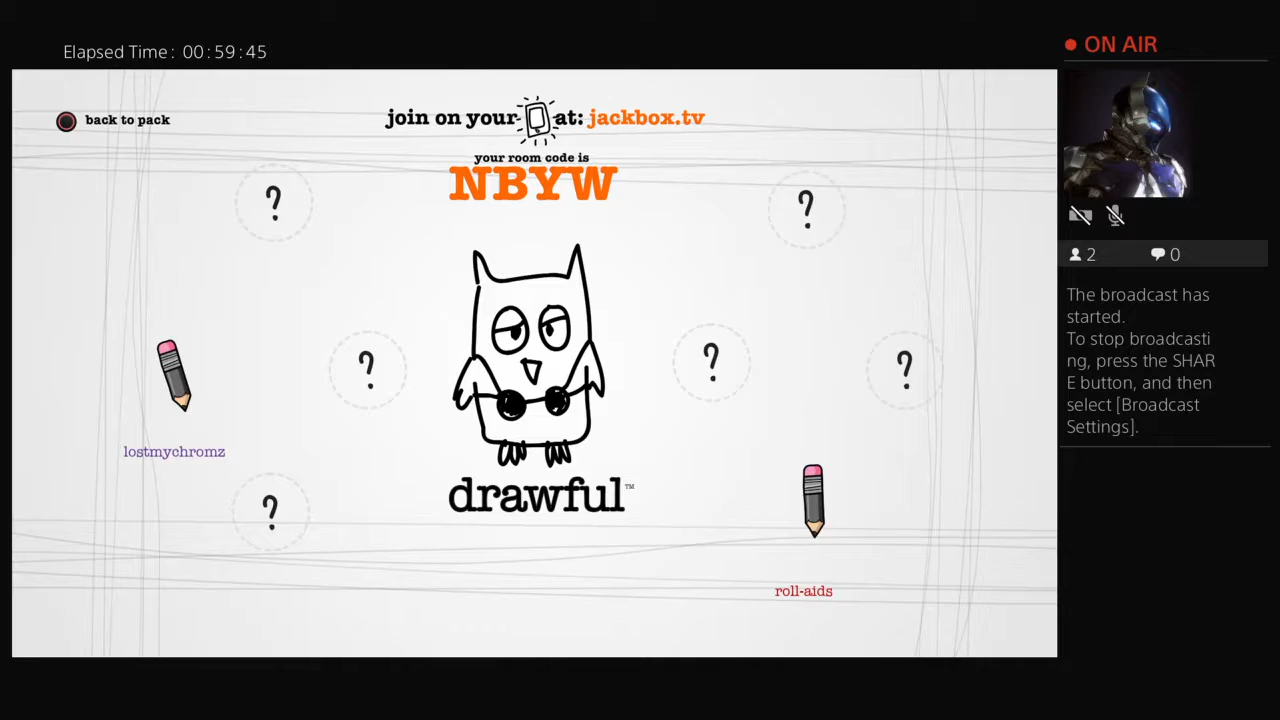 Elapsed Time: 00:59:45
ON AIR
back to pack
join on your at: jackbox.tv
your room code is
NBYW
?
?
2
0
The broadcast has
started.
To stop broadcasti
ng, press the SHAR
E button, and then
select [Broadcast
Settings].
?
?
?
lostmychromz
?
drawful™
roll-aids